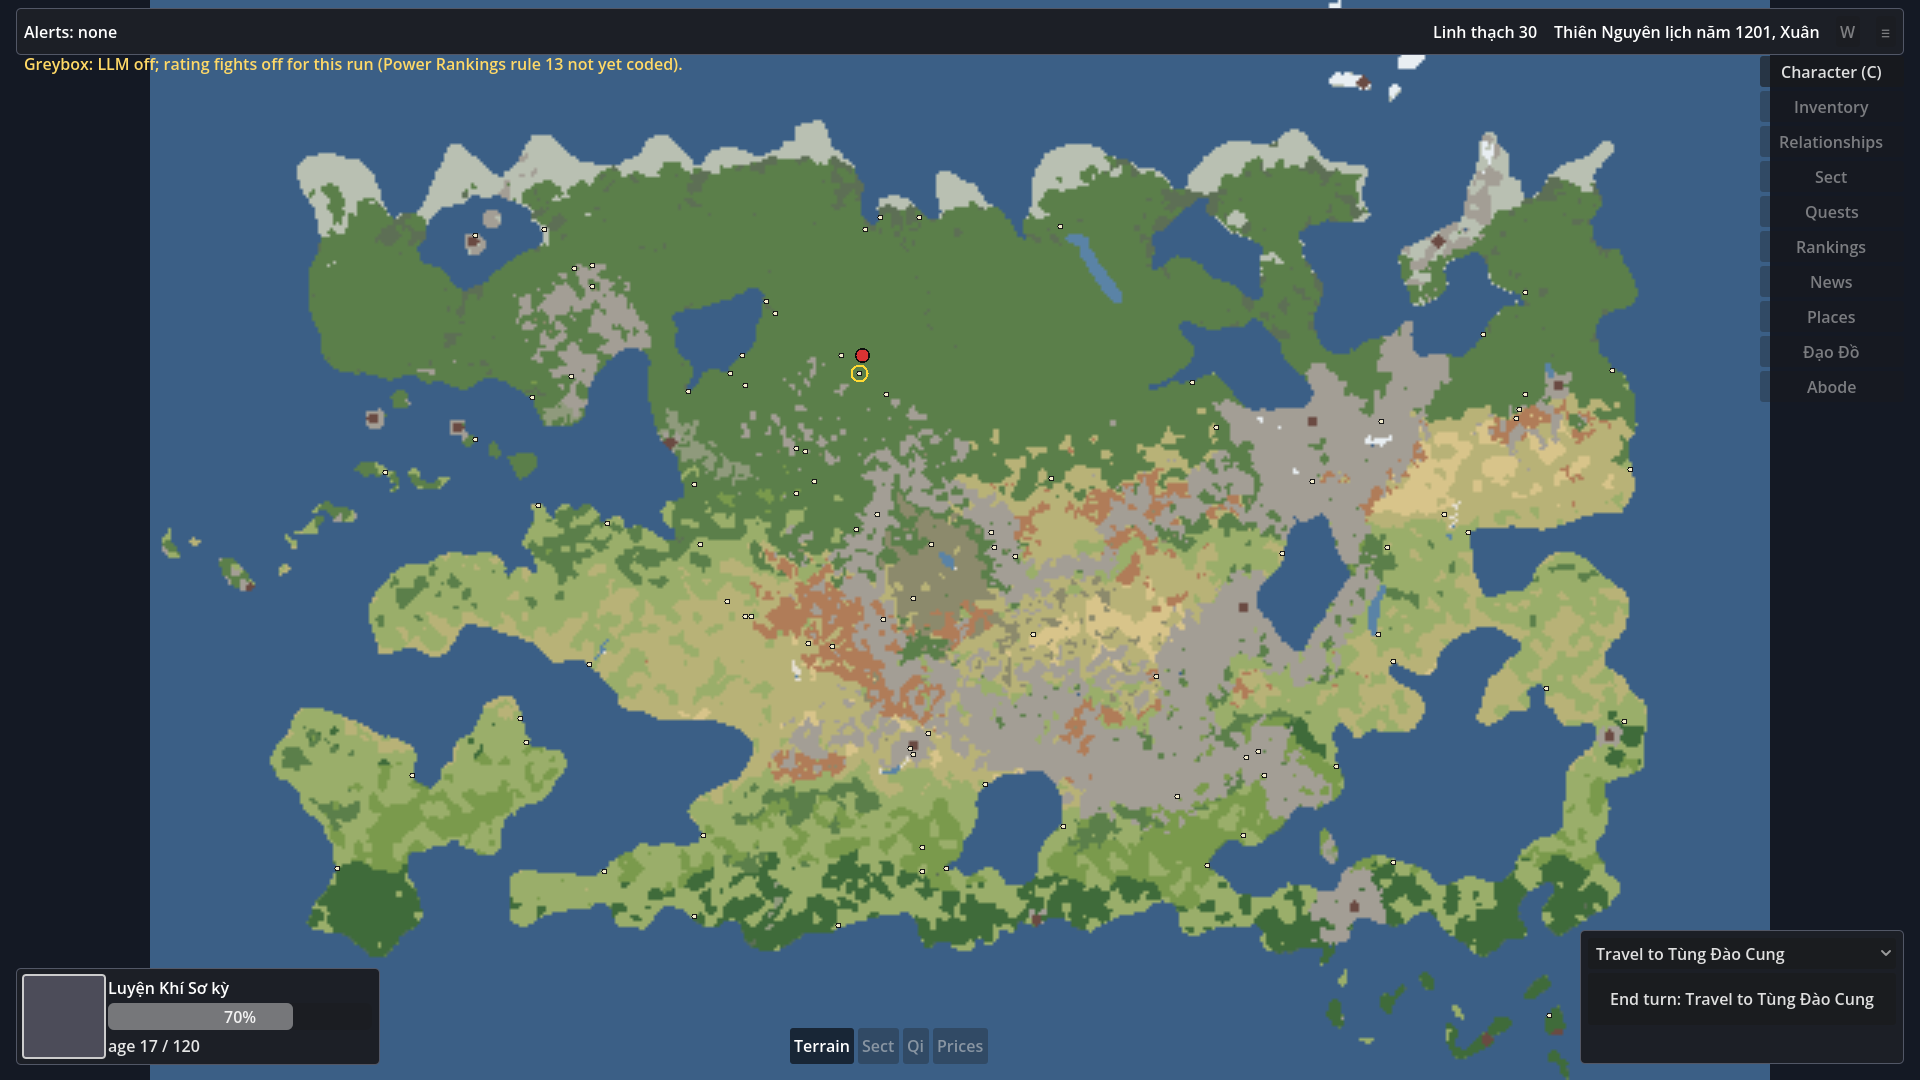 Alerts: none
Linh thạch 30 Thiên Nguyên lịch năm 1201, Xuân W ≡
Greybox: LLM off; rating fights off for this run (Power Rankings rule 13 not yet coded).
Character (C)
Inventory
Relationships
Sect
Quests
Rankings
News
Places
Đạo Đồ
Abode
Travel to Tùng Đào Cung
End turn: Travel to Tùng Đào Cung
Luyện Khí Sơ kỳ
70%
age 17 / 120
Terrain Sect Qi Prices